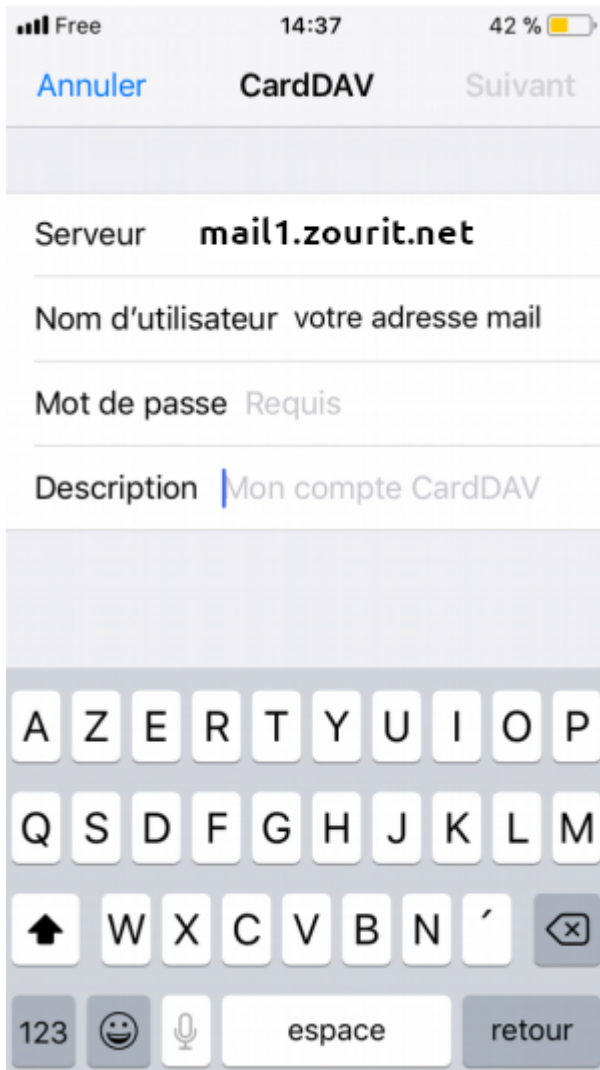 Free 14:37 42 %
Annuler CardDAV Suivant
Serveur mail1.zourit.net
Nom d'utilisateur votre adresse mail
Mot de passe Requis
Description Mon compte CardDAV
A Z E R T Y U I O P
Q S D F G H J K L M
W X C V B N ´
123 espace retour